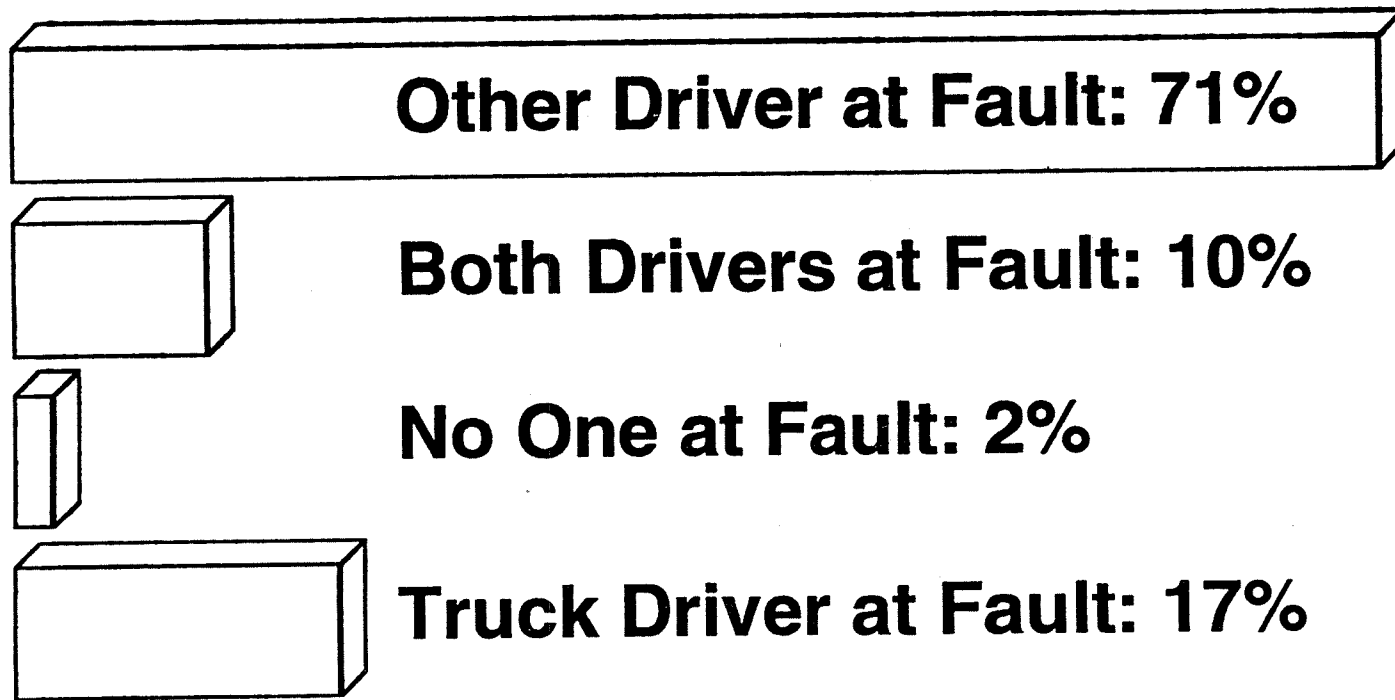 Other Driver at Fault: 71%
Both Drivers at Fault: 10%
No One at Fault: 2%
Truck Driver at Fault: 17%